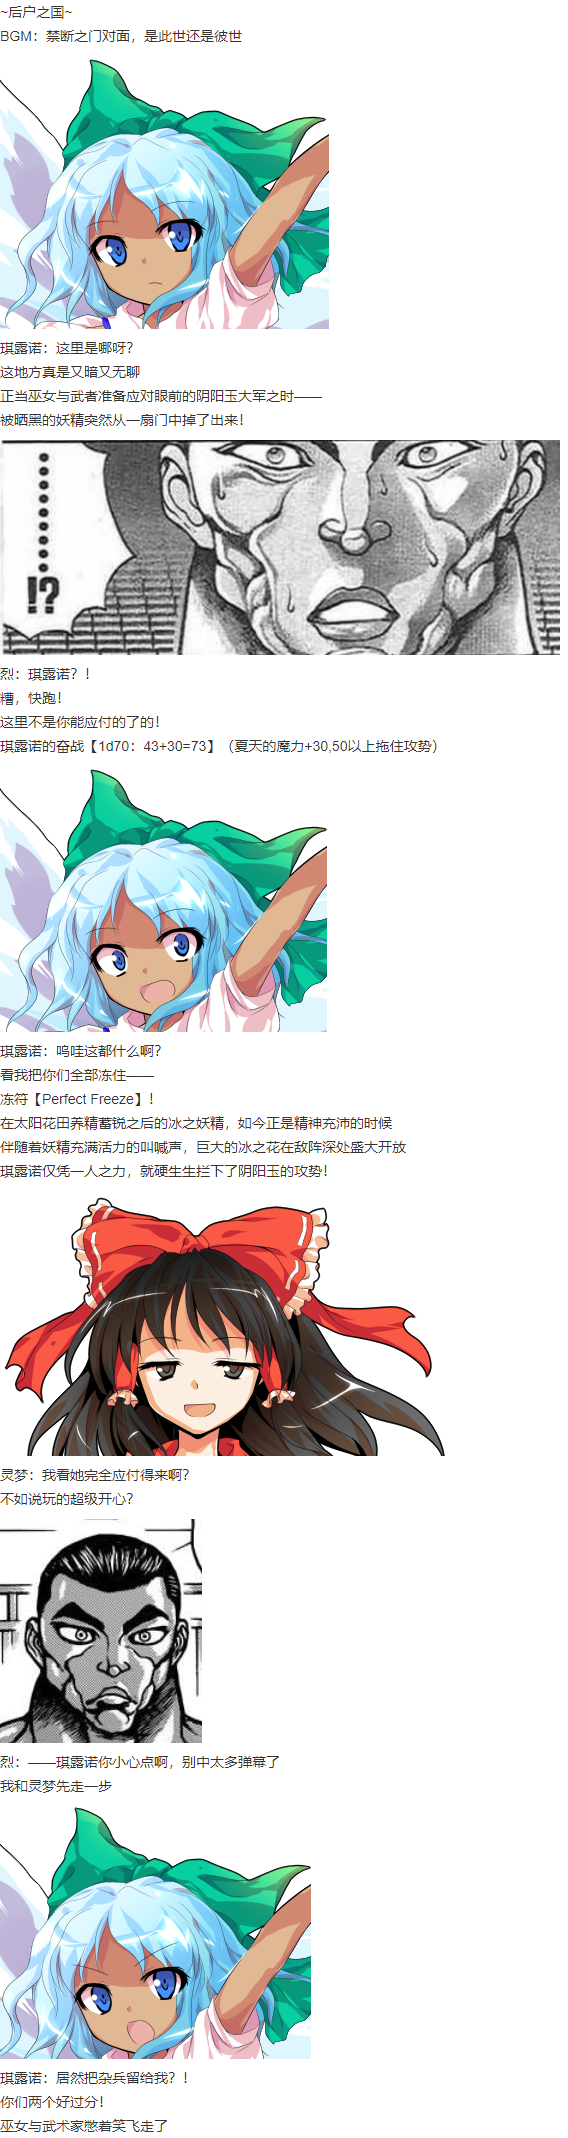 ~后户之国~
BGM：禁断之门对面，是此世还是彼世
琪露诺：这里是哪呀？
这地方真是又暗又无聊
正当巫女与武者准备应对眼前的阴阳玉大军之时——
被晒黑的妖精突然从一扇门中掉了出来！
………
!?
烈：琪露诺？！
糟，快跑！
这里不是你能应付的了的！
琪露诺的奋战【1d70：43+30=73】（夏天的魔力+30,50以上拖住攻势）
琪露诺：呜哇这都什么啊？
看我把你们全部冻住——
冻符【Perfect Freeze】！
在太阳花田养精蓄锐之后的冰之妖精，如今正是精神充沛的时候
伴随着妖精充满活力的叫喊声，巨大的冰之花在敌阵深处盛大开放
琪露诺仅凭一人之力，就硬生生拦下了阴阳玉的攻势！
灵梦：我看她完全应付得来啊？
不如说玩的超级开心？
烈：——琪露诺你小心点啊，别中太多弹幕了
我和灵梦先走一步
琪露诺：居然把杂兵留给我？！
你们两个好过分！
巫女与武术家憋着笑飞走了